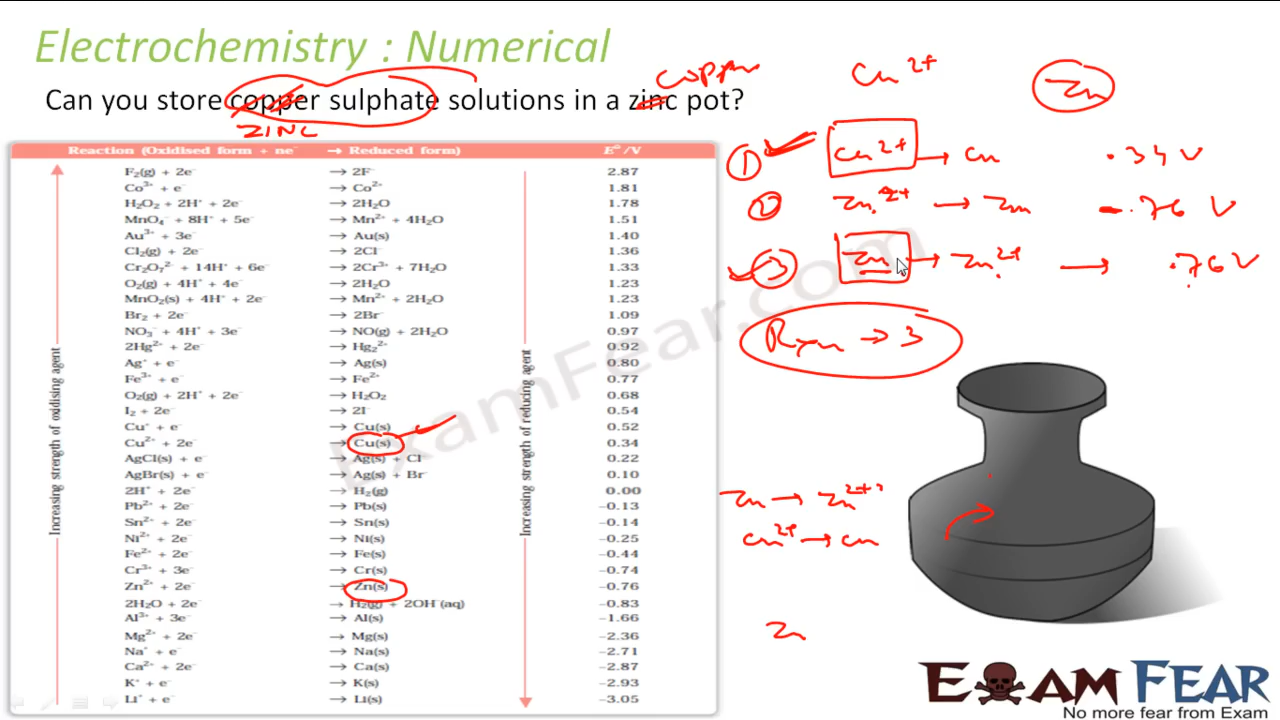 Electrochemistry : Numerical
Can you store copper sulphate solutions in a zinc pot?
copper
ZINC
Cu 2+
Zn
Reaction (Oxidised form + ne⁻ → Reduced form) E°/V
F₂(g) + 2e⁻ → 2F⁻ 2.87
Co³⁺ + e⁻ → Co²⁺ 1.81
H₂O₂ + 2H⁺ + 2e⁻ → 2H₂O 1.78
MnO₄⁻ + 8H⁺ + 5e⁻ → Mn²⁺ + 4H₂O 1.51
Au³⁺ + 3e⁻ → Au(s) 1.40
Cl₂(g) + 2e⁻ → 2Cl⁻ 1.36
Cr₂O₇²⁻ + 14H⁺ + 6e⁻ → 2Cr³⁺ + 7H₂O 1.33
O₂(g) + 4H⁺ + 4e⁻ → 2H₂O 1.23
MnO₂(s) + 4H⁺ + 2e⁻ → Mn²⁺ + 2H₂O 1.23
Br₂ + 2e⁻ → 2Br⁻ 1.09
NO₃⁻ + 4H⁺ + 3e⁻ → NO(g) + 2H₂O 0.97
2Hg²⁺ + 2e⁻ → Hg₂²⁺ 0.92
Ag⁺ + e⁻ → Ag(s) 0.80
Fe³⁺ + e⁻ → Fe²⁺ 0.77
O₂(g) + 2H⁺ + 2e⁻ → H₂O₂ 0.68
I₂ + 2e⁻ → 2I⁻ 0.54
Cu⁺ + e⁻ → Cu(s) 0.52
Cu²⁺ + 2e⁻ → Cu(s) 0.34
AgCl(s) + e⁻ → Ag(s) + Cl⁻ 0.22
AgBr(s) + e⁻ → Ag(s) + Br⁻ 0.10
2H⁺ + 2e⁻ → H₂(g) 0.00
Pb²⁺ + 2e⁻ → Pb(s) −0.13
Sn²⁺ + 2e⁻ → Sn(s) −0.14
Ni²⁺ + 2e⁻ → Ni(s) −0.25
Fe²⁺ + 2e⁻ → Fe(s) −0.44
Cr³⁺ + 3e⁻ → Cr(s) −0.74
Zn²⁺ + 2e⁻ → Zn(s) −0.76
2H₂O + 2e⁻ → H₂(g) + 2OH⁻(aq) −0.83
Al³⁺ + 3e⁻ → Al(s) −1.66
Mg²⁺ + 2e⁻ → Mg(s) −2.36
Na⁺ + e⁻ → Na(s) −2.71
Ca²⁺ + 2e⁻ → Ca(s) −2.87
K⁺ + e⁻ → K(s) −2.93
Li⁺ + e⁻ → Li(s) −3.05
Increasing strength of oxidising agent
Increasing strength of reducing agent
ExamFear.com
1 Cu²⁺ → Cu .34 V
2 Zn²⁺ → Zn -.76 V
3 Zn → Zn²⁺ → .76 V
Rxn → 3
Zn → Zn²⁺
Cu²⁺ → Cu
Zn
EXAM FEAR
No more fear from Exam